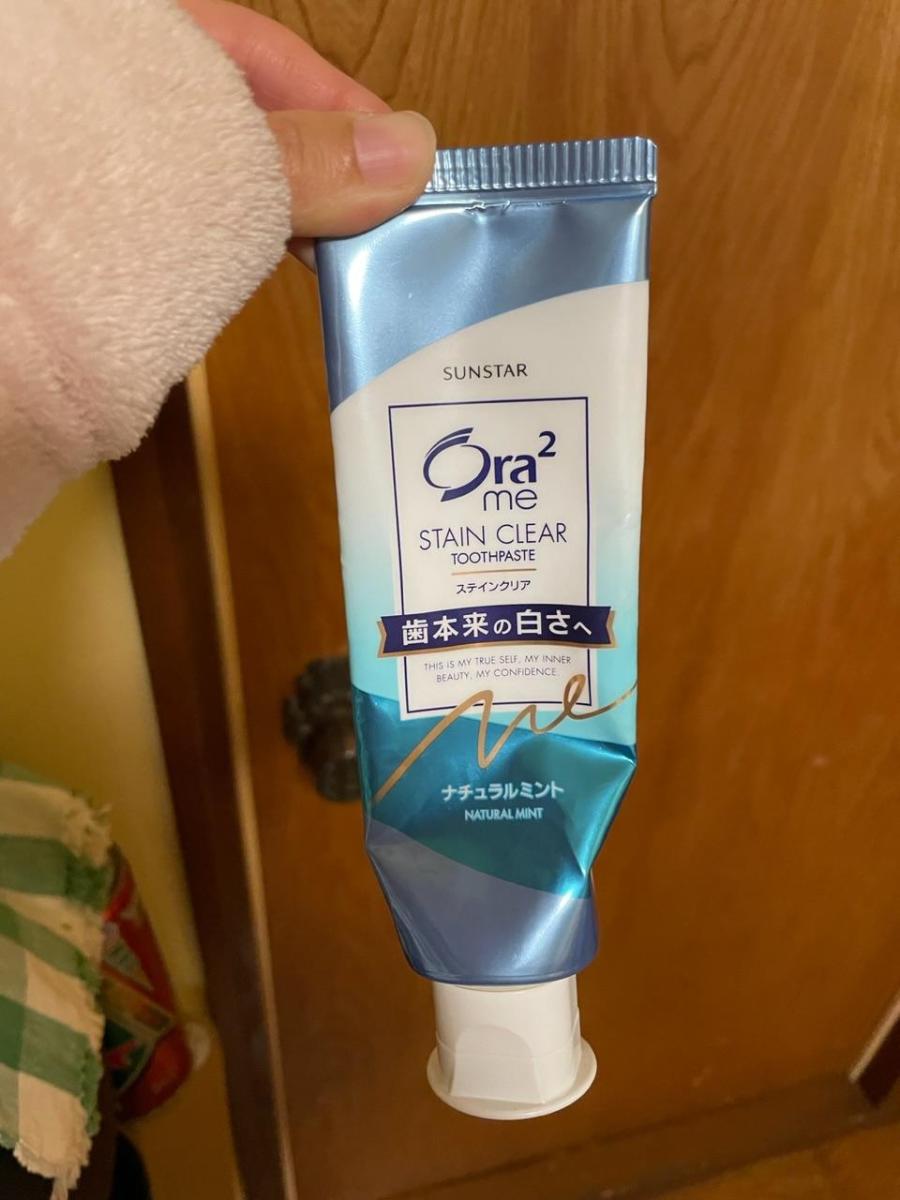 SUNSTAR
Ora²
me
STAIN CLEAR
TOOTHPASTE
ステインクリア
歯本来の白さへ
THIS IS MY TRUE SELF, MY INNER
BEAUTY, MY CONFIDENCE.
Me
ナチュラルミント
NATURAL MINT